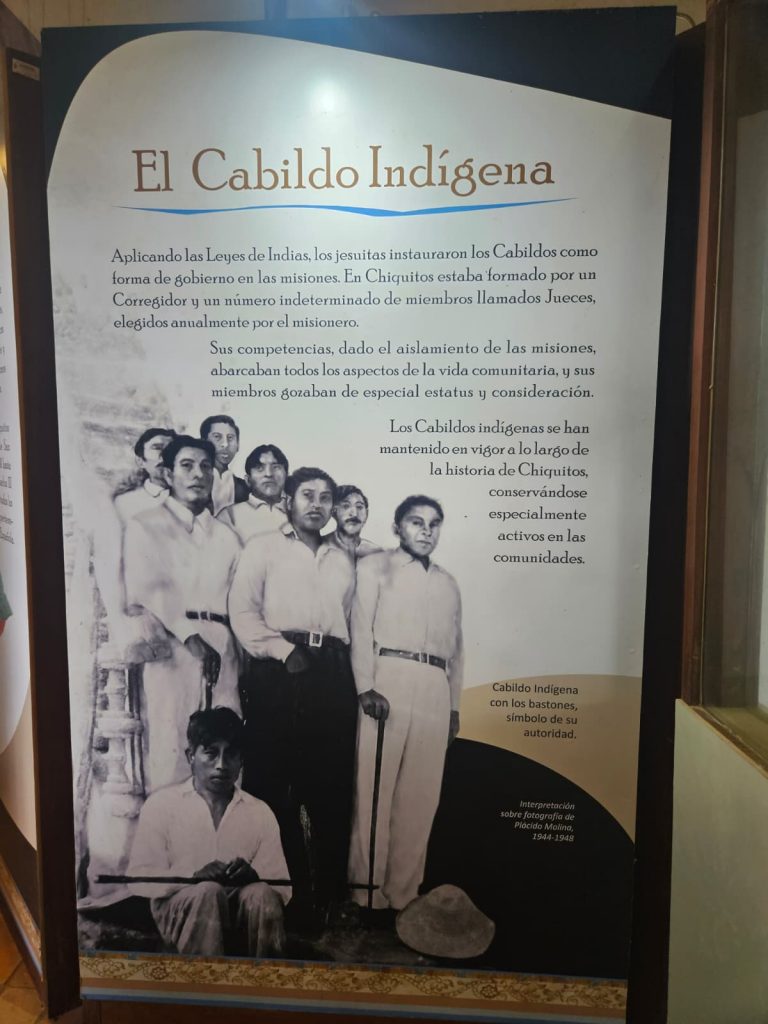 El Cabildo Indígena
Aplicando las Leyes de Indias, los jesuitas instauraron los Cabildos como
forma de gobierno en las misiones. En Chiquitos estaba formado por un
Corregidor y un número indeterminado de miembros llamados Jueces,
elegidos anualmente por el misionero.
Sus competencias, dado el aislamiento de las misiones,
abarcaban todos los aspectos de la vida comunitaria, y sus
miembros gozaban de especial estatus y consideración.
Los Cabildos indígenas se han
mantenido en vigor a lo largo de
la historia de Chiquitos,
conservándose
especialmente
activos en las
comunidades.
Cabildo Indígena
con los bastones,
símbolo de su
autoridad.
Interpretación
sobre fotografía de
Plácido Molina,
1944-1948